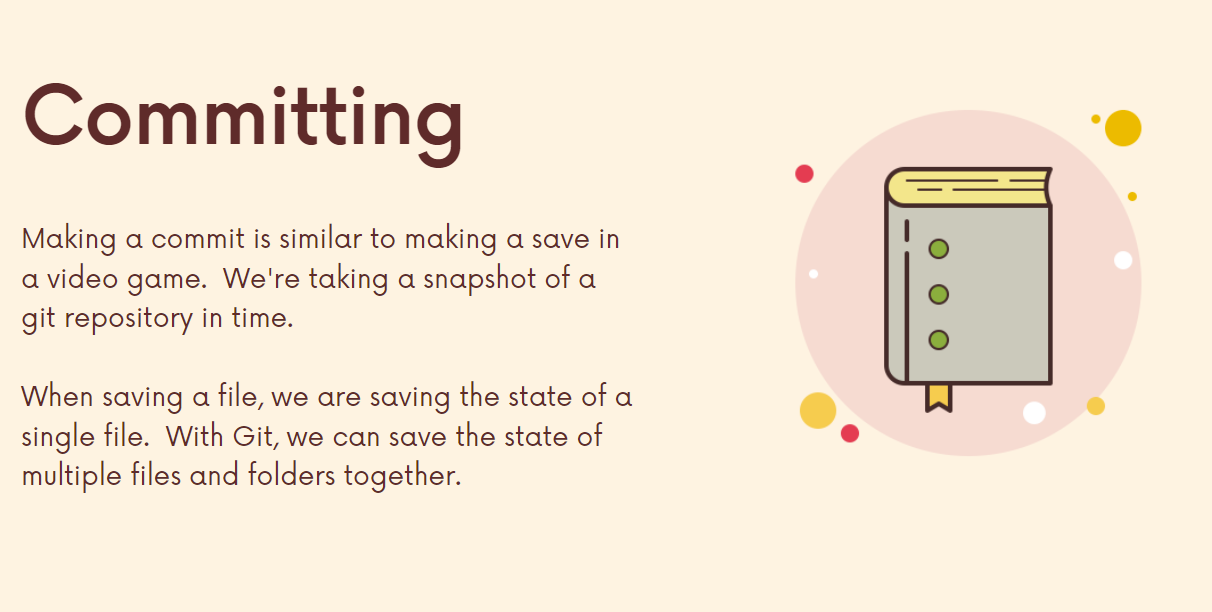 Committing
Making a commit is similar to making a save in
a video game.  We're taking a snapshot of a
git repository in time.
When saving a file, we are saving the state of a
single file.  With Git, we can save the state of
multiple files and folders together.